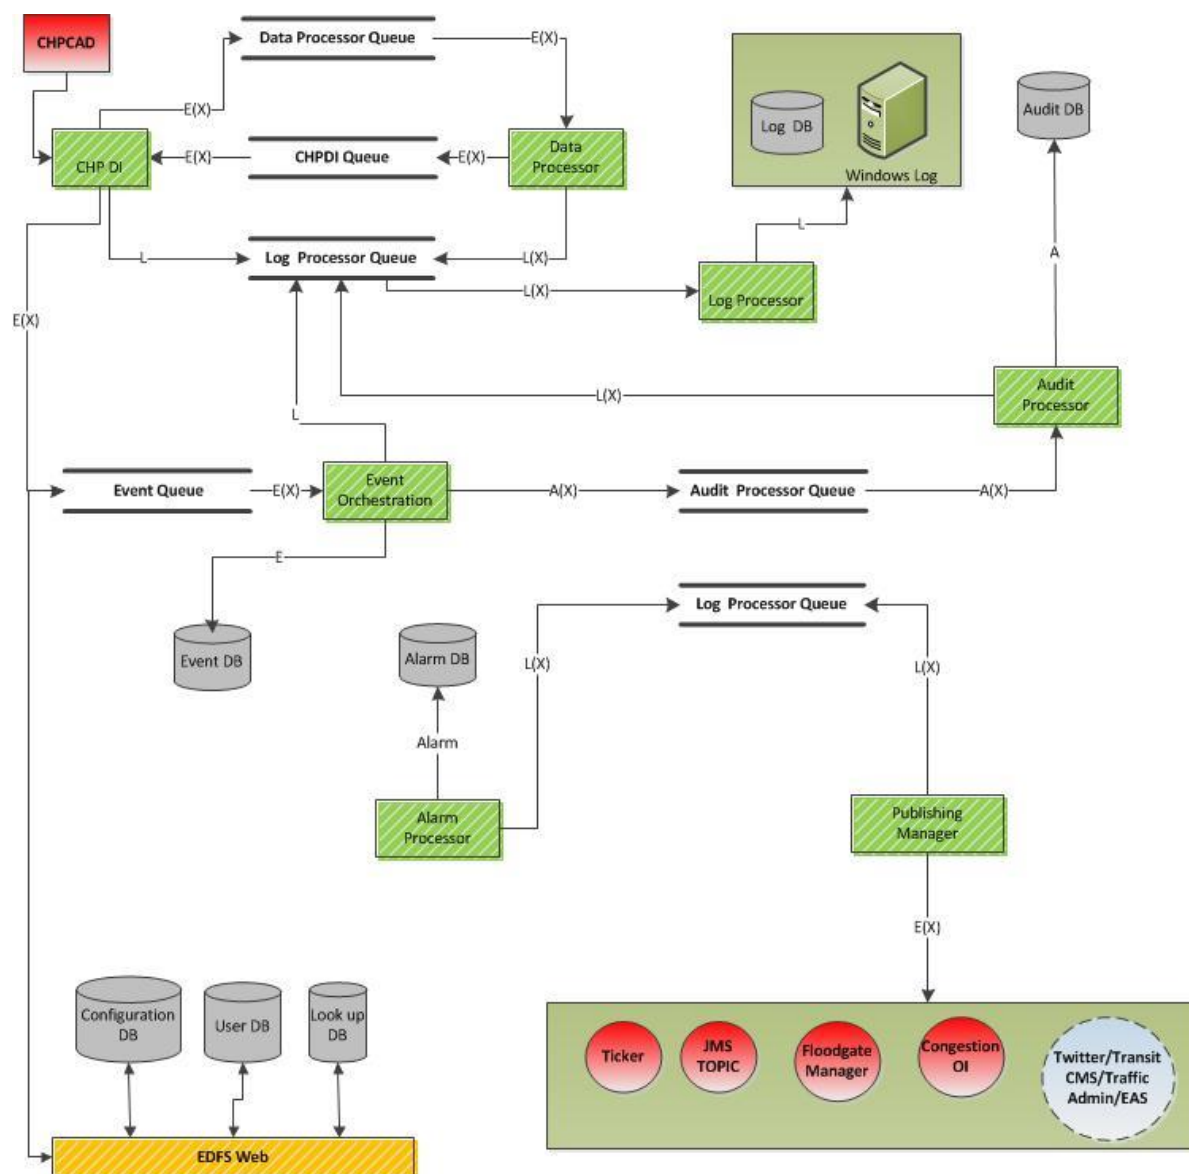 CHPCAD
Data Processor Queue
E(X)
E(X)
CHP DI
E(X)
CHPDI Queue
E(X)
Data
Processor
Log DB
Windows Log
Audit DB
L
Log Processor Queue
L(X)
L(X)
L
Log Processor
A
E(X)
L(X)
Audit
Processor
L
Event Queue
E(X)
Event
Orchestration
A(X)
Audit Processor Queue
A(X)
E
Event DB
Log Processor Queue
Alarm DB
L(X)
L(X)
Alarm
Alarm
Processor
Publishing
Manager
E(X)
Configuration
DB
User DB
Look up
DB
EDFS Web
Ticker
JMS
TOPIC
Floodgate
Manager
Congestion
OI
Twitter/Transit
CMS/Traffic
Admin/EAS